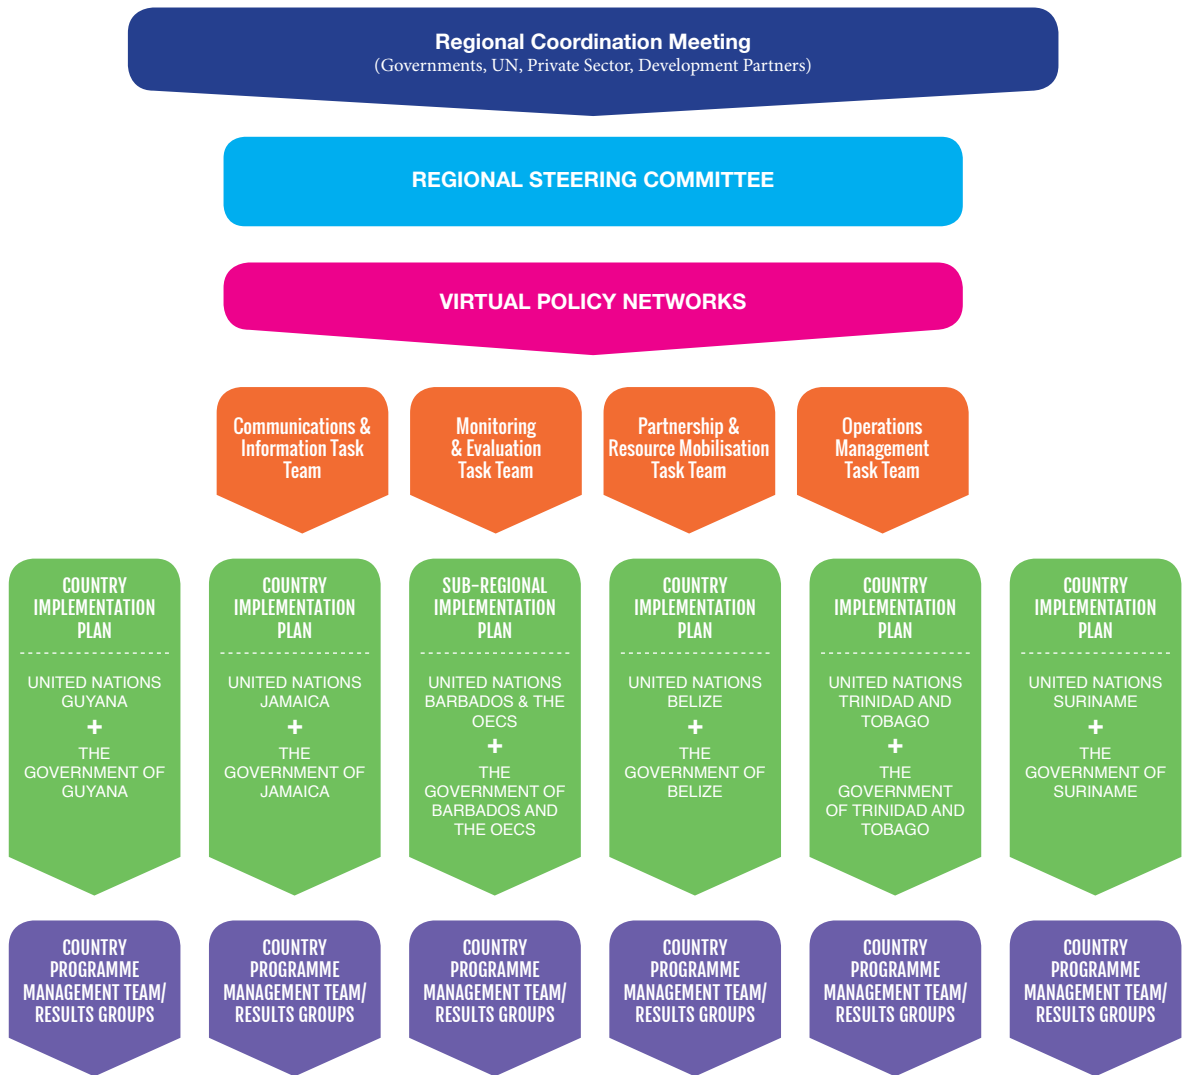 Regional Coordination Meeting
(Governments, UN, Private Sector, Development Partners)
REGIONAL STEERING COMMITTEE
VIRTUAL POLICY NETWORKS
Communications &
Information Task
Team
Monitoring
& Evaluation
Task Team
Partnership &
Resource Mobilisation
Task Team
Operations
Management
Task Team
COUNTRY
IMPLEMENTATION
PLAN
UNITED NATIONS
GUYANA
+
THE
GOVERNMENT OF
GUYANA
COUNTRY
IMPLEMENTATION
PLAN
UNITED NATIONS
JAMAICA
+
THE
GOVERNMENT OF
JAMAICA
SUB-REGIONAL
IMPLEMENTATION
PLAN
UNITED NATIONS
BARBADOS & THE
OECS
+
THE
GOVERNMENT OF
BARBADOS AND
THE OECS
COUNTRY
IMPLEMENTATION
PLAN
UNITED NATIONS
BELIZE
+
THE
GOVERNMENT OF
BELIZE
COUNTRY
IMPLEMENTATION
PLAN
UNITED NATIONS
TRINIDAD AND
TOBAGO
+
THE
GOVERNMENT
OF TRINIDAD AND
TOBAGO
COUNTRY
IMPLEMENTATION
PLAN
UNITED NATIONS
SURINAME
+
THE
GOVERNMENT OF
SURINAME
COUNTRY
PROGRAMME
MANAGEMENT TEAM/
RESULTS GROUPS
COUNTRY
PROGRAMME
MANAGEMENT TEAM/
RESULTS GROUPS
COUNTRY
PROGRAMME
MANAGEMENT TEAM/
RESULTS GROUPS
COUNTRY
PROGRAMME
MANAGEMENT TEAM/
RESULTS GROUPS
COUNTRY
PROGRAMME
MANAGEMENT TEAM/
RESULTS GROUPS
COUNTRY
PROGRAMME
MANAGEMENT TEAM/
RESULTS GROUPS